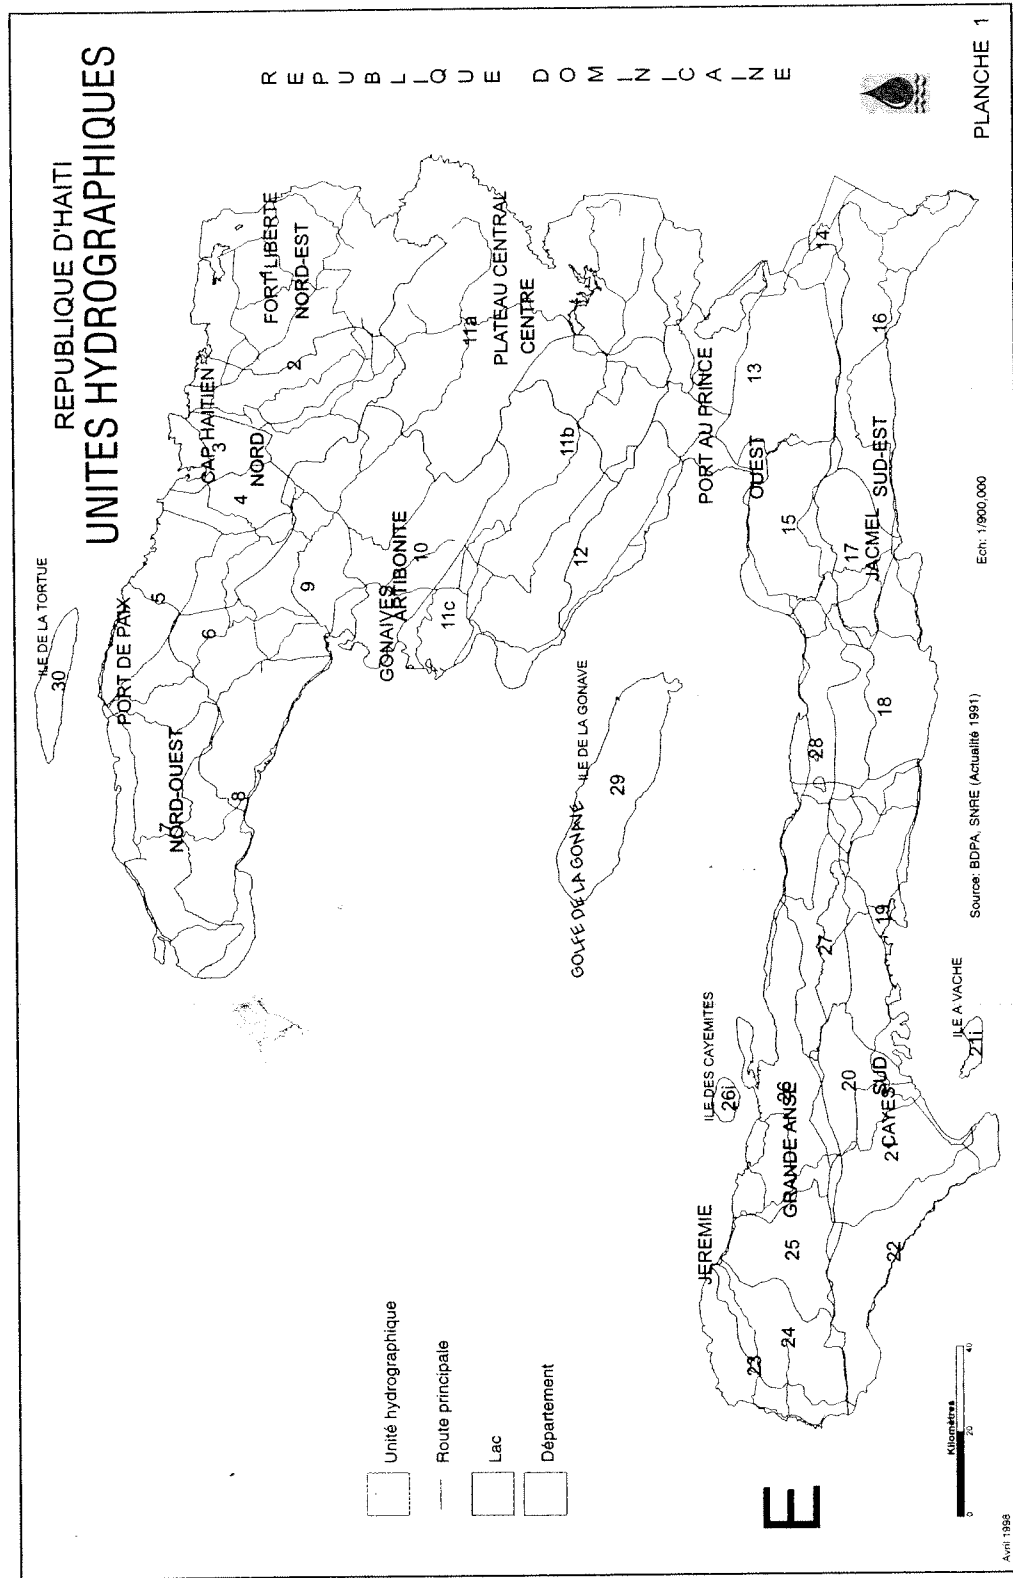 REPUBLIQUE D'HAITI
UNITES HYDROGRAPHIQUES
ILE DE LA TORTUE
30
PORT DE PAIX
5
CAP HAITIEN
3
FORT LIBERTE
1
NORD-EST
NORD
4
2
NORD-OUEST
7
6
8
9
GONAIVES
ARTIBONITE
10
11a
PLATEAU CENTRAL
CENTRE
11c
11b
12
REPUBLIQUE DOMINICAINE
GOLFE DE LA GONAVE
ILE DE LA GONAVE
29
PORT AU PRINCE
OUEST
13
14
15
16
SUD-EST
JACMEL
17
18
28
19
27
ILE DES CAYEMITES
26i
JEREMIE
GRANDE ANSE
26
25
24
23
20
SUD
CAYES
21
22
ILE A VACHE
21i
Unité hydrographique
Route principale
Lac
Département
E
Kilomètres
0 20 40
Source: BDPA, SNRE (Actualité 1991)
Ech: 1/900,000
PLANCHE 1
Avril 1998